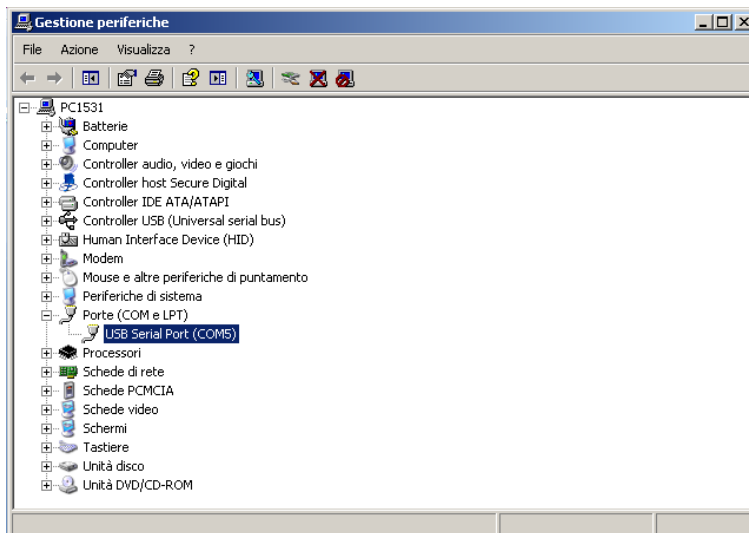 Gestione periferiche
File Azione Visualizza ?
PC1531
Batterie
Computer
Controller audio, video e giochi
Controller host Secure Digital
Controller IDE ATA/ATAPI
Controller USB (Universal serial bus)
Human Interface Device (HID)
Modem
Mouse e altre periferiche di puntamento
Periferiche di sistema
Porte (COM e LPT)
USB Serial Port (COM5)
Processori
Schede di rete
Schede PCMCIA
Schede video
Schermi
Tastiere
Unità disco
Unità DVD/CD-ROM